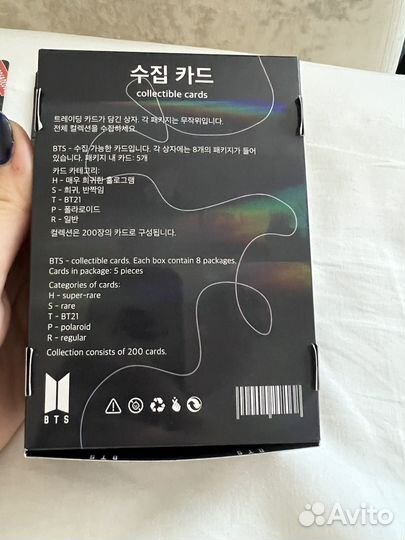 수집 카드
collectible cards
트레이딩 카드가 담긴 상자. 각 패키지는 무작위입니다.
전체 컬렉션을 수집하세요.
BTS - 수집 가능한 카드입니다. 각 상자에는 8개의 패키지가 들어
있습니다. 패키지 내 카드: 5개
카드 카테고리:
H - 매우 희귀한 홀로그램
S - 희귀, 반짝임
T - BT21
P - 폴라로이드
R - 일반
컬렉션은 200장의 카드로 구성됩니다.
BTS - collectible cards. Each box contain 8 packages.
Cards in package: 5 pieces
Categories of cards:
H - super-rare
S - rare
T - BT21
P - polaroid
R - regular
Collection consists of 200 cards.
BTS
BTS
BTS
Avito